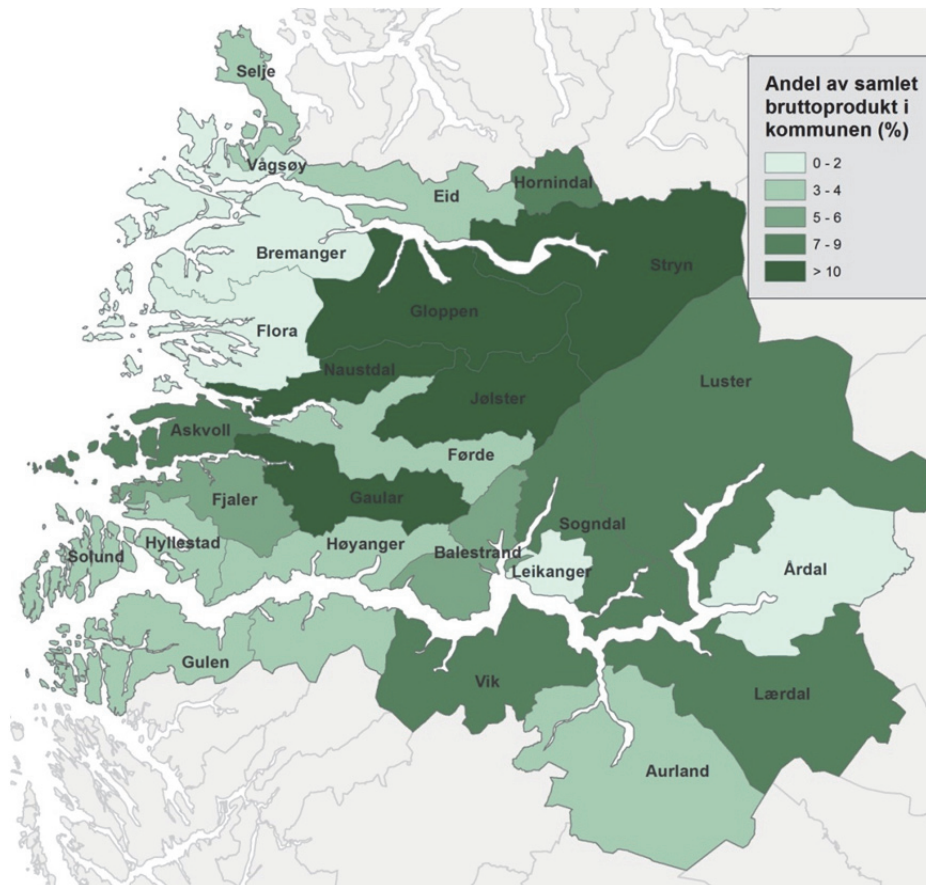 Andel av samlet
bruttoprodukt i
kommunen (%)
0 - 2
3 - 4
5 - 6
7 - 9
> 10
Selje
Vågsøy
Eid
Hornindal
Bremanger
Stryn
Gloppen
Flora
Naustdal
Luster
Jølster
Askvoll
Førde
Fjaler
Gaular
Sogndal
Hyllestad
Høyanger
Solund
Balestrand
Leikanger
Årdal
Gulen
Vik
Lærdal
Aurland